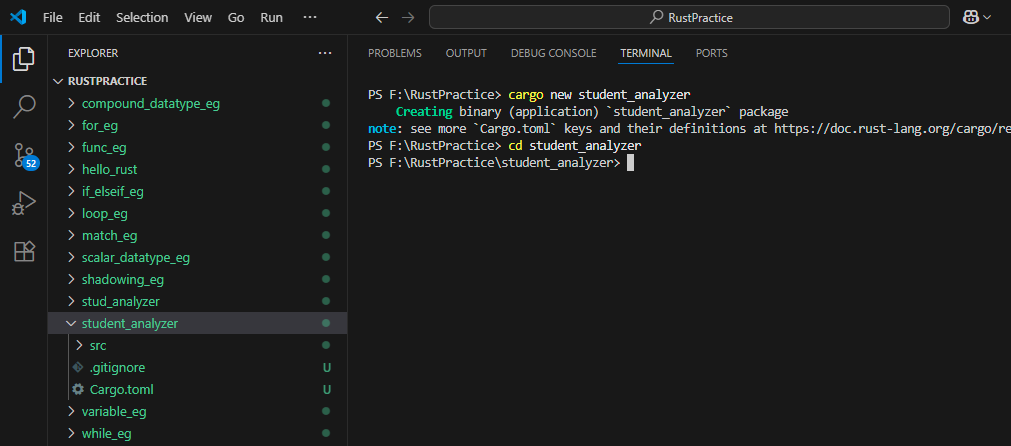 File Edit Selection View Go Run ···
RustPractice
EXPLORER ···
RUSTPRACTICE
compound_datatype_eg
for_eg
func_eg
hello_rust
if_elseif_eg
loop_eg
match_eg
scalar_datatype_eg
shadowing_eg
stud_analyzer
student_analyzer
src
.gitignore U
Cargo.toml U
variable_eg
while_eg
52
PROBLEMS OUTPUT DEBUG CONSOLE TERMINAL PORTS
PS F:\RustPractice> cargo new student_analyzer
    Creating binary (application) `student_analyzer` package
note: see more `Cargo.toml` keys and their definitions at https://doc.rust-lang.org/cargo/re
PS F:\RustPractice> cd student_analyzer
PS F:\RustPractice\student_analyzer>